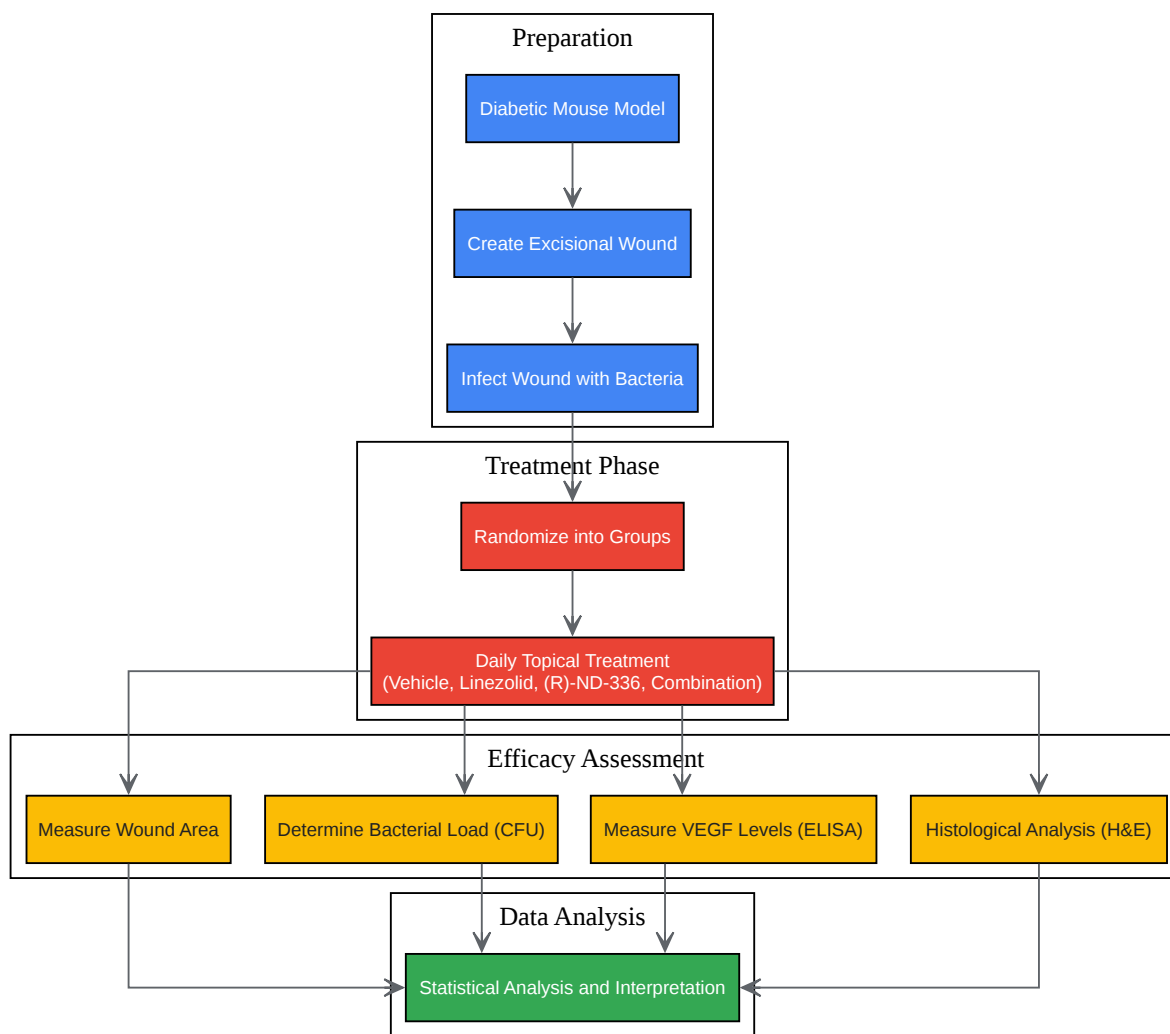 Preparation
Diabetic Mouse Model
Create Excisional Wound
Infect Wound with Bacteria
Treatment Phase
Randomize into Groups
Daily Topical Treatment
(Vehicle, Linezolid, (R)-ND-336, Combination)
Efficacy Assessment
Measure Wound Area
Determine Bacterial Load (CFU)
Measure VEGF Levels (ELISA)
Histological Analysis (H&E)
Data Analysis
Statistical Analysis and Interpretation